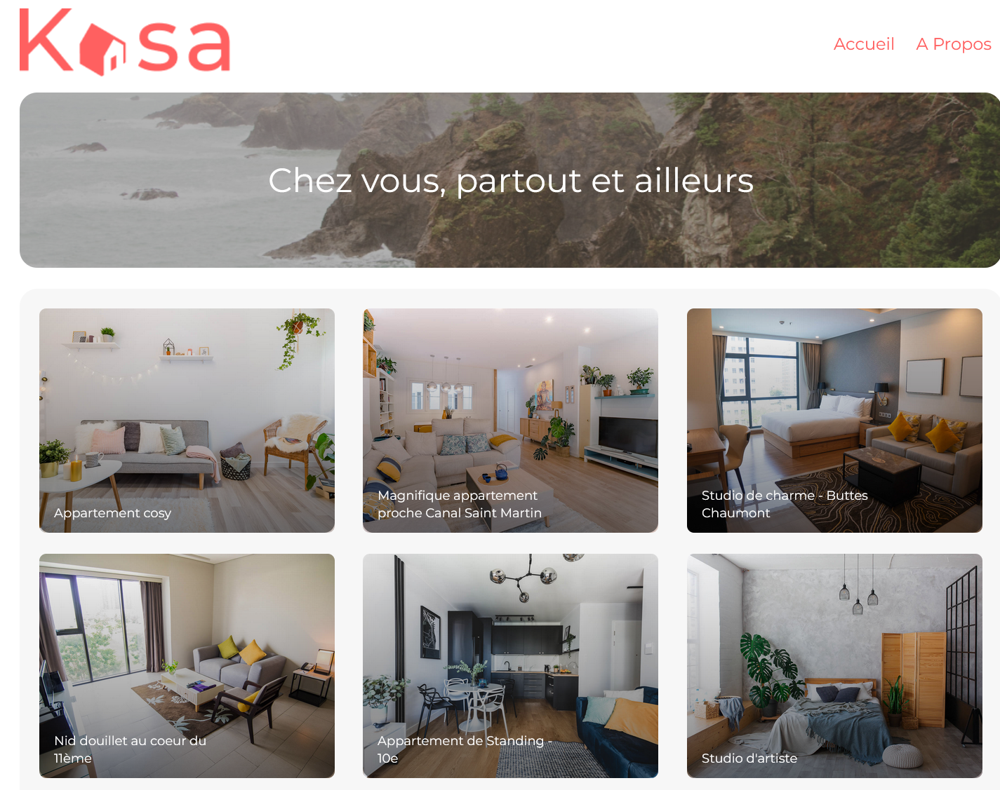 Kasa
Accueil A Propos
Chez vous, partout et ailleurs
Appartement cosy
Magnifique appartement
proche Canal Saint Martin
Studio de charme - Buttes
Chaumont
Nid douillet au coeur du
11ème
Appartement de Standing -
10e
Studio d'artiste